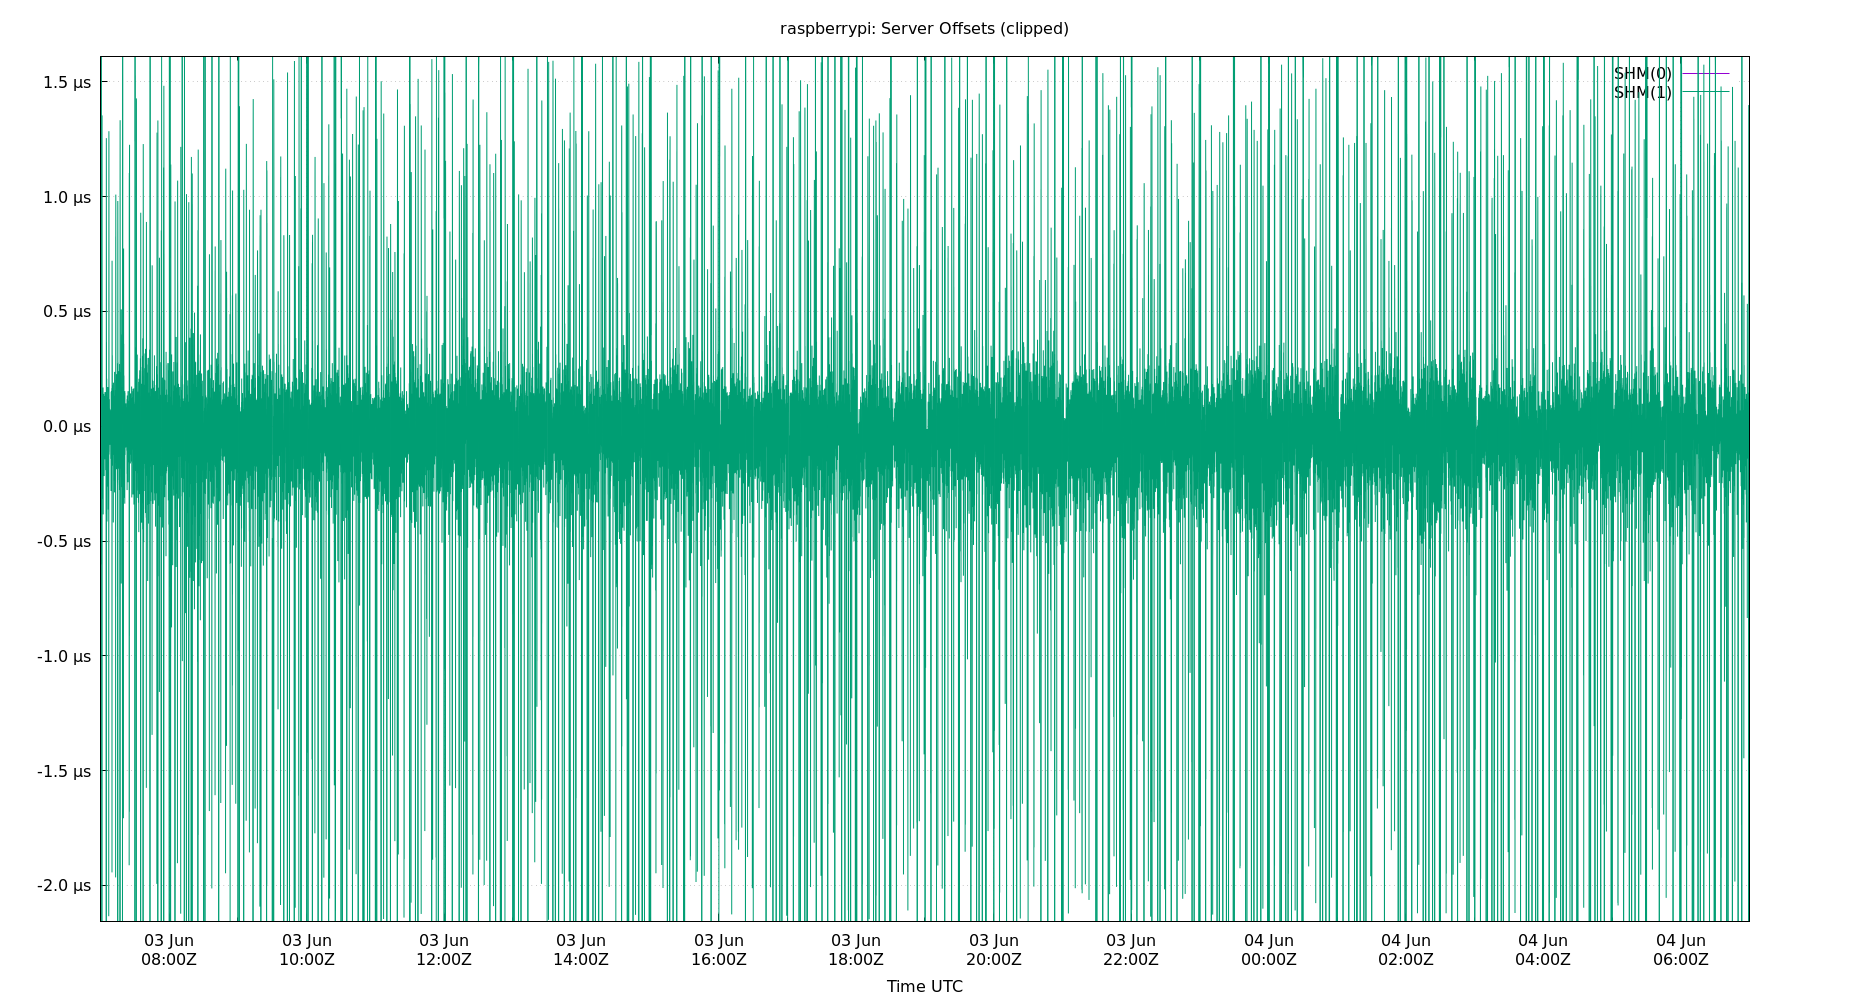 raspberrypi: Server Offsets (clipped)
SHM(0)
SHM(1)
1.5 µs
1.0 µs
0.5 µs
0.0 µs
-0.5 µs
-1.0 µs
-1.5 µs
-2.0 µs
03 Jun 03 Jun 03 Jun 03 Jun 03 Jun 03 Jun 03 Jun 03 Jun 04 Jun 04 Jun 04 Jun 04 Jun
08:00Z 10:00Z 12:00Z 14:00Z 16:00Z 18:00Z 20:00Z 22:00Z 00:00Z 02:00Z 04:00Z 06:00Z
Time UTC